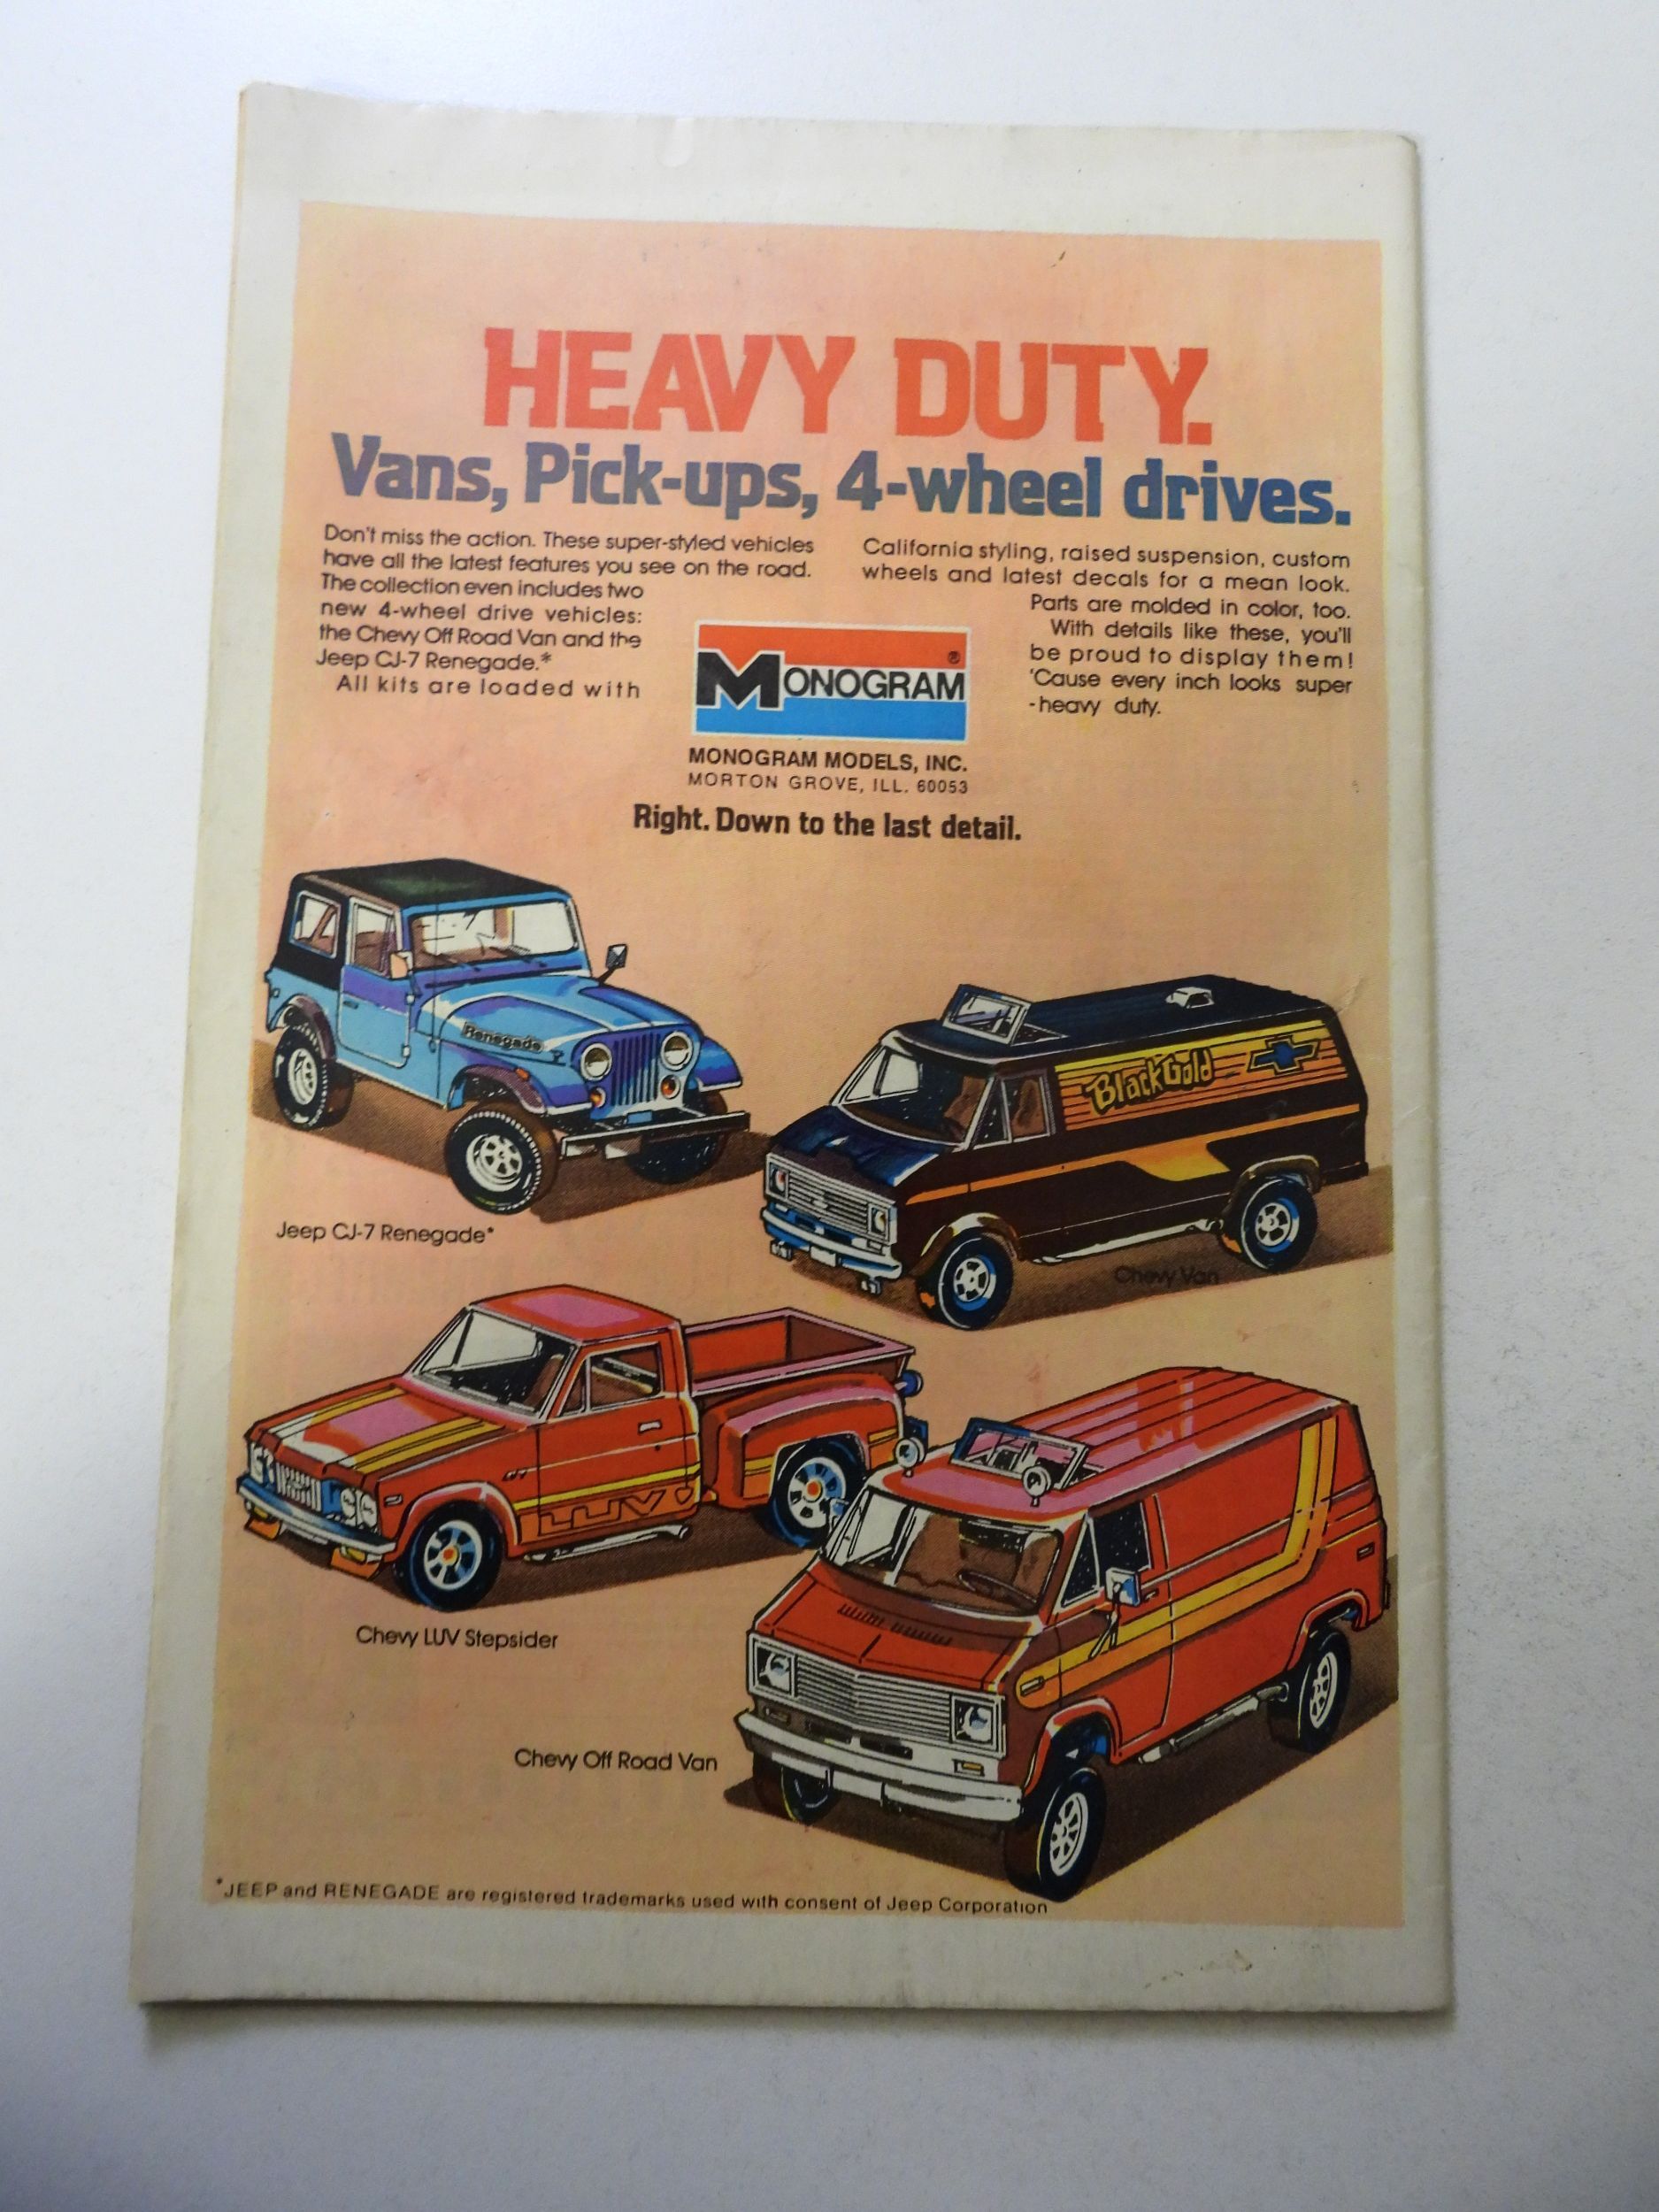 HEAVY DUTY.
Vans, Pick-ups, 4-wheel drives.
Don't miss the action. These super-styled vehicles
have all the latest features you see on the road.
The collection even includes two
new 4-wheel drive vehicles:
the Chevy Off Road Van and the
Jeep CJ-7 Renegade.*
All kits are loaded with
California styling, raised suspension, custom
wheels and latest decals for a mean look.
Parts are molded in color, too.
With details like these, you'll
be proud to display them!
'Cause every inch looks super
-heavy duty.
MONOGRAM ®
MONOGRAM MODELS, INC.
MORTON GROVE, ILL. 60053
Right. Down to the last detail.
Renegade
Jeep CJ-7 Renegade*
Black Gold
Chevy Van
LUV
Chevy LUV Stepsider
Chevy Off Road Van
*JEEP and RENEGADE are registered trademarks used with consent of Jeep Corporation